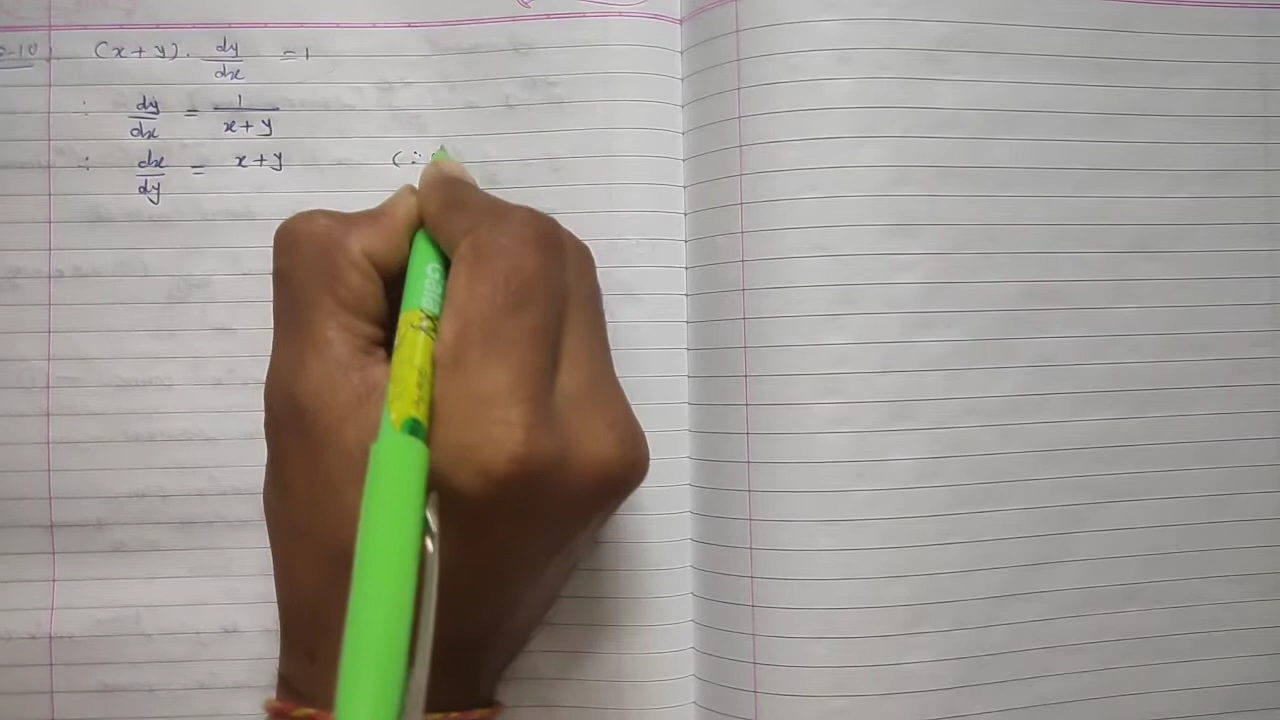 (x + y) · dy/dx = 1
∴ dy/dx = 1/(x + y)
∴ dx/dy = x + y (∵